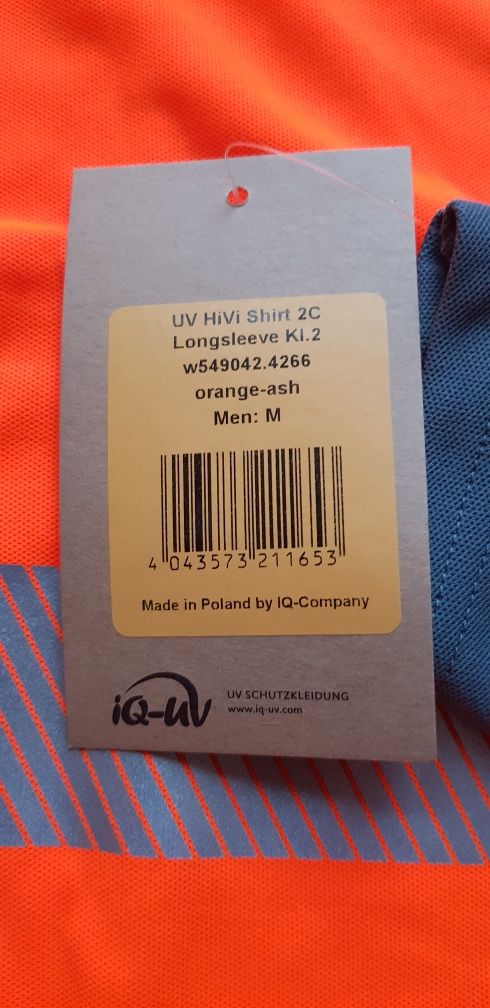 UV HiVi Shirt 2C
Longsleeve Kl.2
w549042.4266
orange-ash
Men: M
4 043573 211653
Made in Poland by IQ-Company
iQ-UV
UV SCHUTZKLEIDUNG
www.iq-uv.com